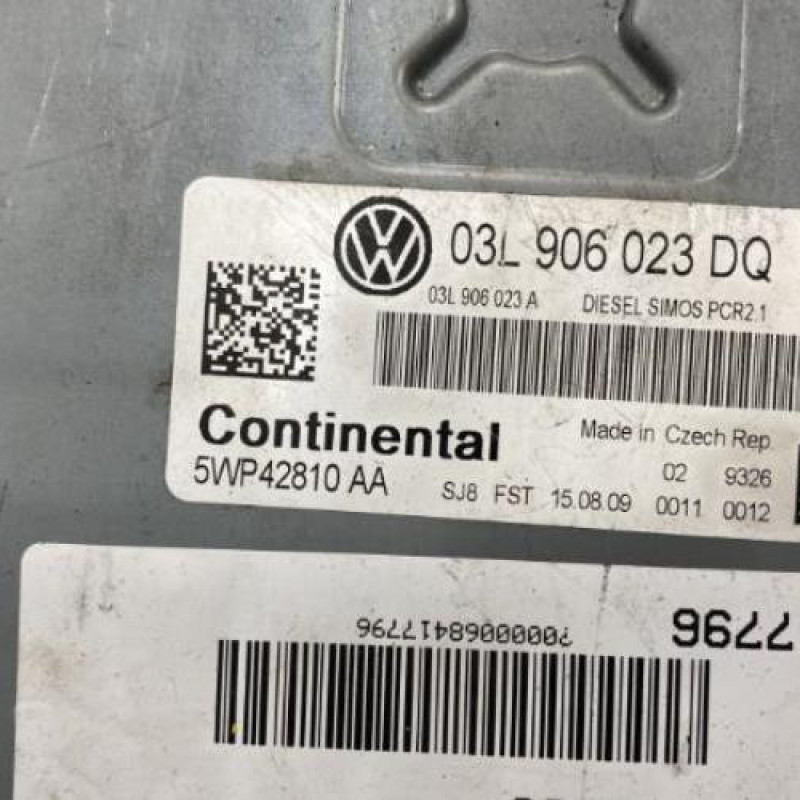 03L 906 023 DQ
03L 906 023 A DIESEL SIMOS PCR2.1
Continental
Made in Czech Rep.
5WP42810 AA
02 9326
SJ8 FST 15.08.09 0011 0012
7796
?0000068417796